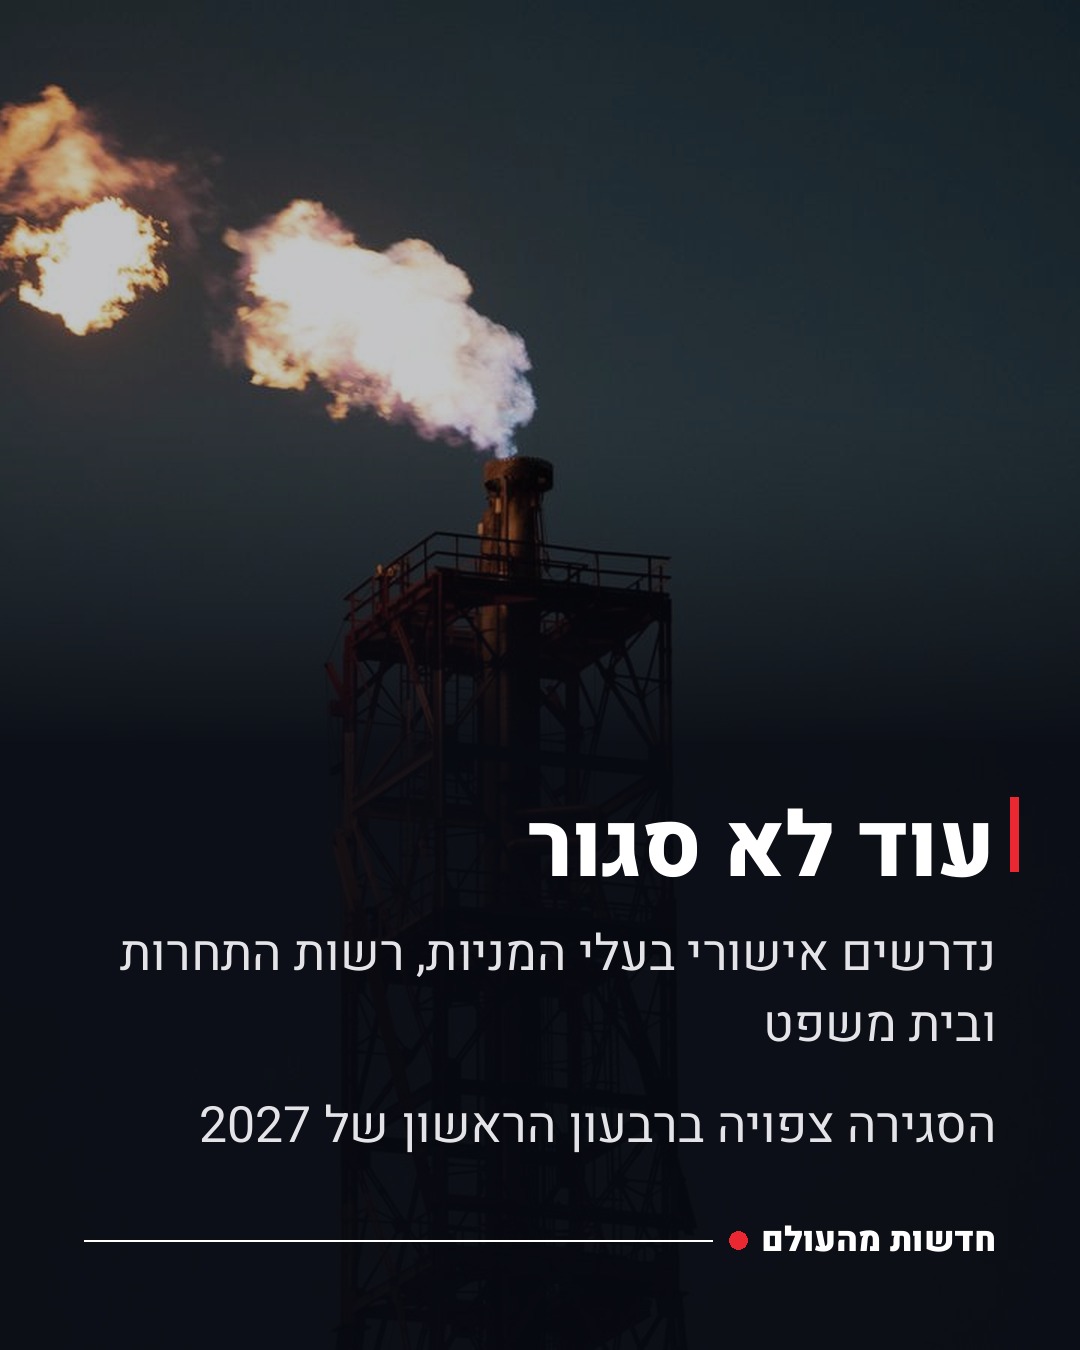 עוד לא סגור
נדרשים אישורי בעלי המניות, רשות התחרות
ובית משפט
הסגירה צפויה ברבעון הראשון של 2027
חדשות מהעולם